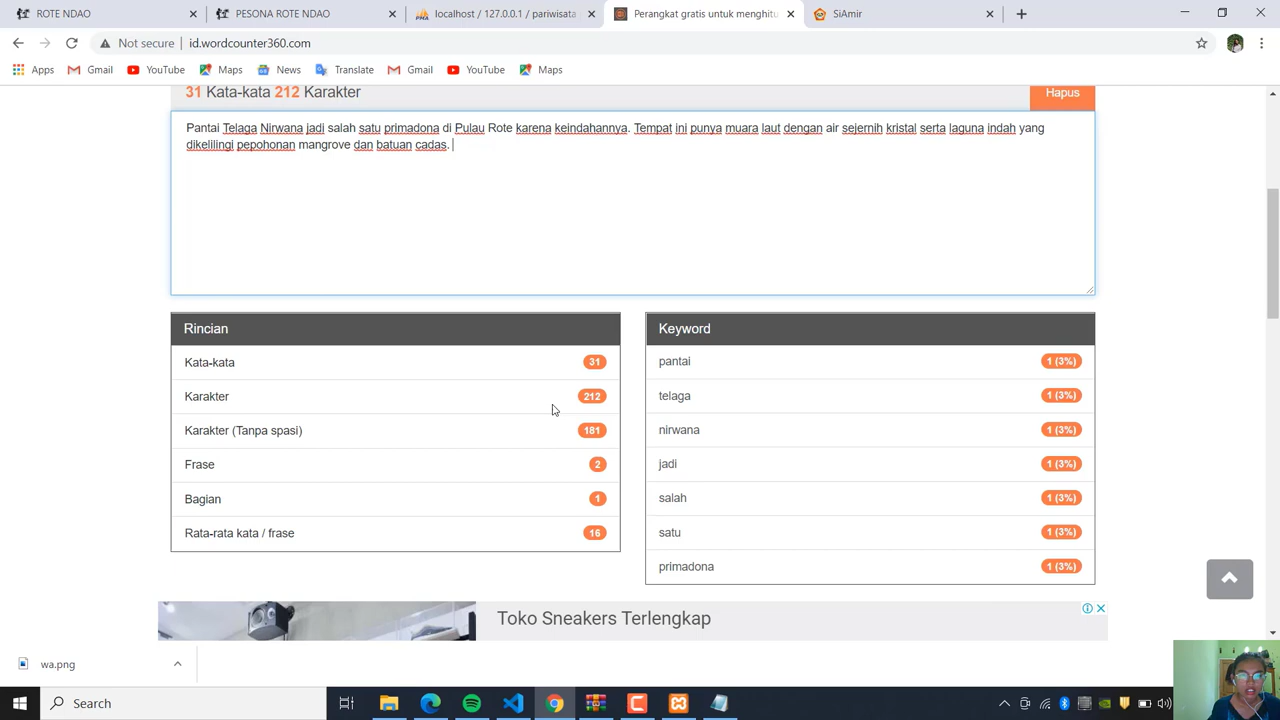 ROTE NDAO
PESONA ROTE NDAO
localhost / 127.0.0.1 / pariwisata
Perangkat gratis untuk menghitu
SiAmir
Not secure
id.wordcounter360.com
Apps
Gmail
YouTube
Maps
News
Translate
Gmail
YouTube
Maps
31 Kata-kata 212 Karakter
Hapus
Pantai Telaga Nirwana jadi salah satu primadona di Pulau Rote karena keindahannya. Tempat ini punya muara laut dengan air sejernih kristal serta laguna indah yang
dikelilingi pepohonan mangrove dan batuan cadas.
Rincian
Kata-kata 31
Karakter 212
Karakter (Tanpa spasi) 181
Frase 2
Bagian 1
Rata-rata kata / frase 16
Keyword
pantai 1 (3%)
telaga 1 (3%)
nirwana 1 (3%)
jadi 1 (3%)
salah 1 (3%)
satu 1 (3%)
primadona 1 (3%)
Toko Sneakers Terlengkap
wa.png
Search